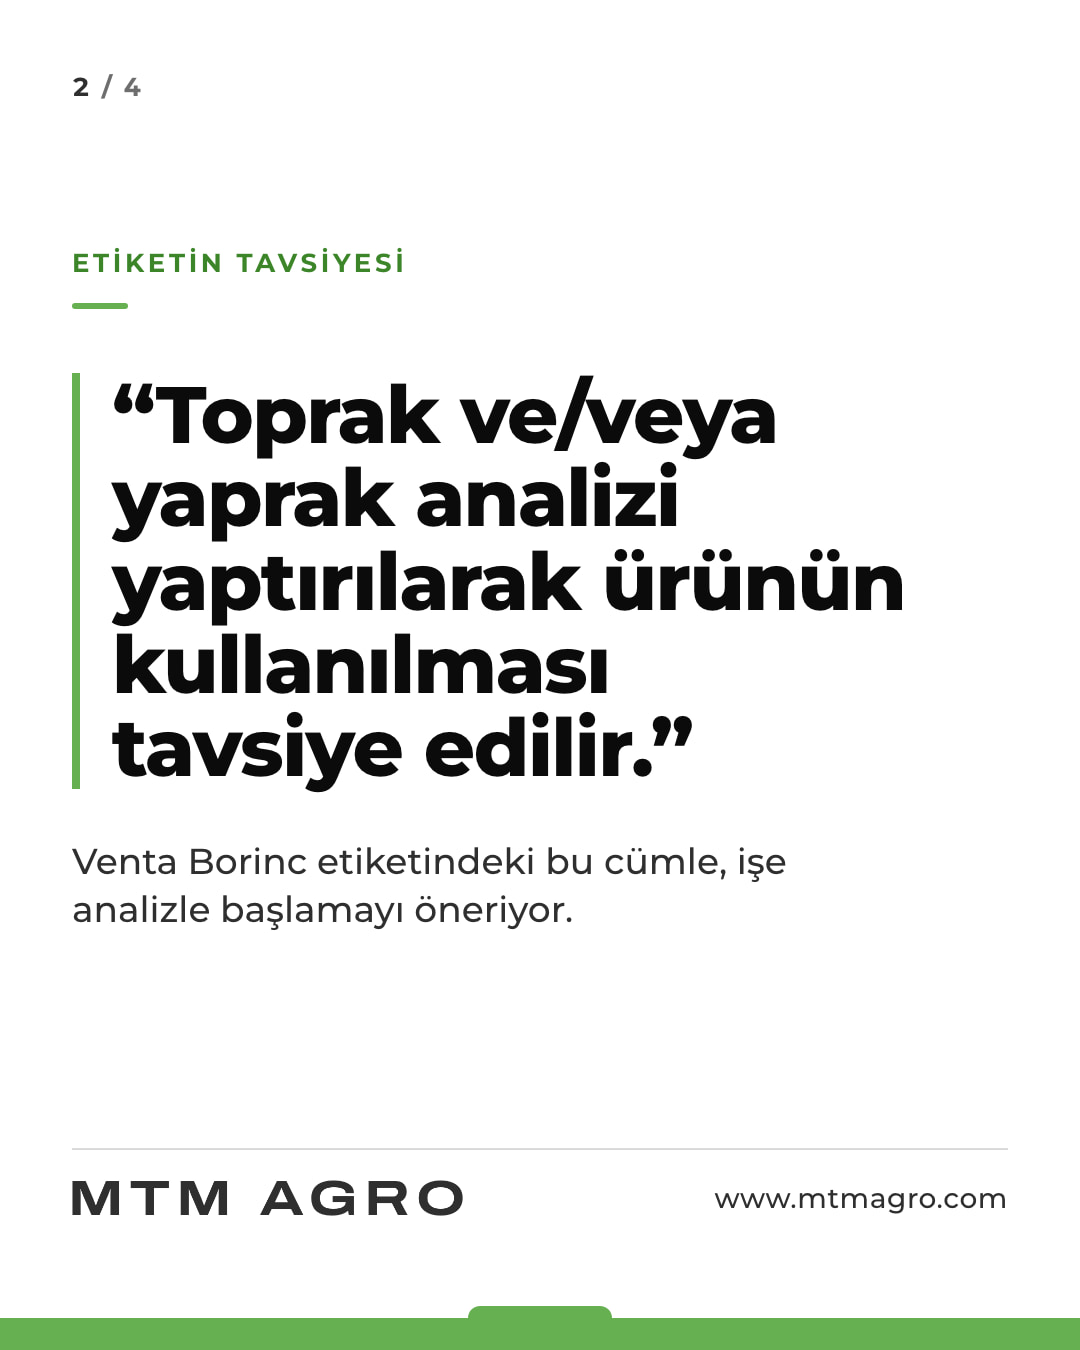 2 / 4
ETİKETİN TAVSİYESİ
“Toprak ve/veya
yaprak analizi
yaptırılarak ürünün
kullanılması
tavsiye edilir.”
Venta Borinc etiketindeki bu cümle, işe
analizle başlamayı öneriyor.
MTM AGRO
www.mtmagro.com